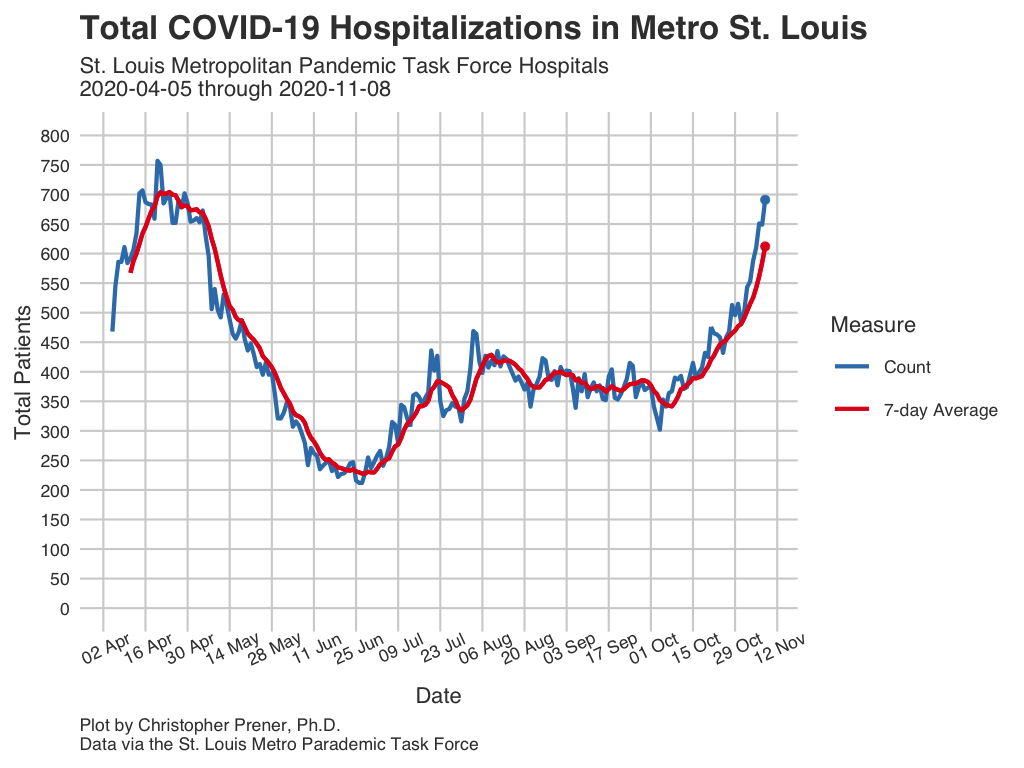 Total COVID-19 Hospitalizations in Metro St. Louis
St. Louis Metropolitan Pandemic Task Force Hospitals
2020-04-05 through 2020-11-08
800
750
700
650
600
550
500
450
400
350
300
250
200
150
100
50
0
Total Patients
02 Apr
16 Apr
30 Apr
14 May
28 May
11 Jun
25 Jun
09 Jul
23 Jul
06 Aug
20 Aug
03 Sep
17 Sep
01 Oct
15 Oct
29 Oct
12 Nov
Date
Measure
Count
7-day Average
Plot by Christopher Prener, Ph.D.
Data via the St. Louis Metro Parademic Task Force